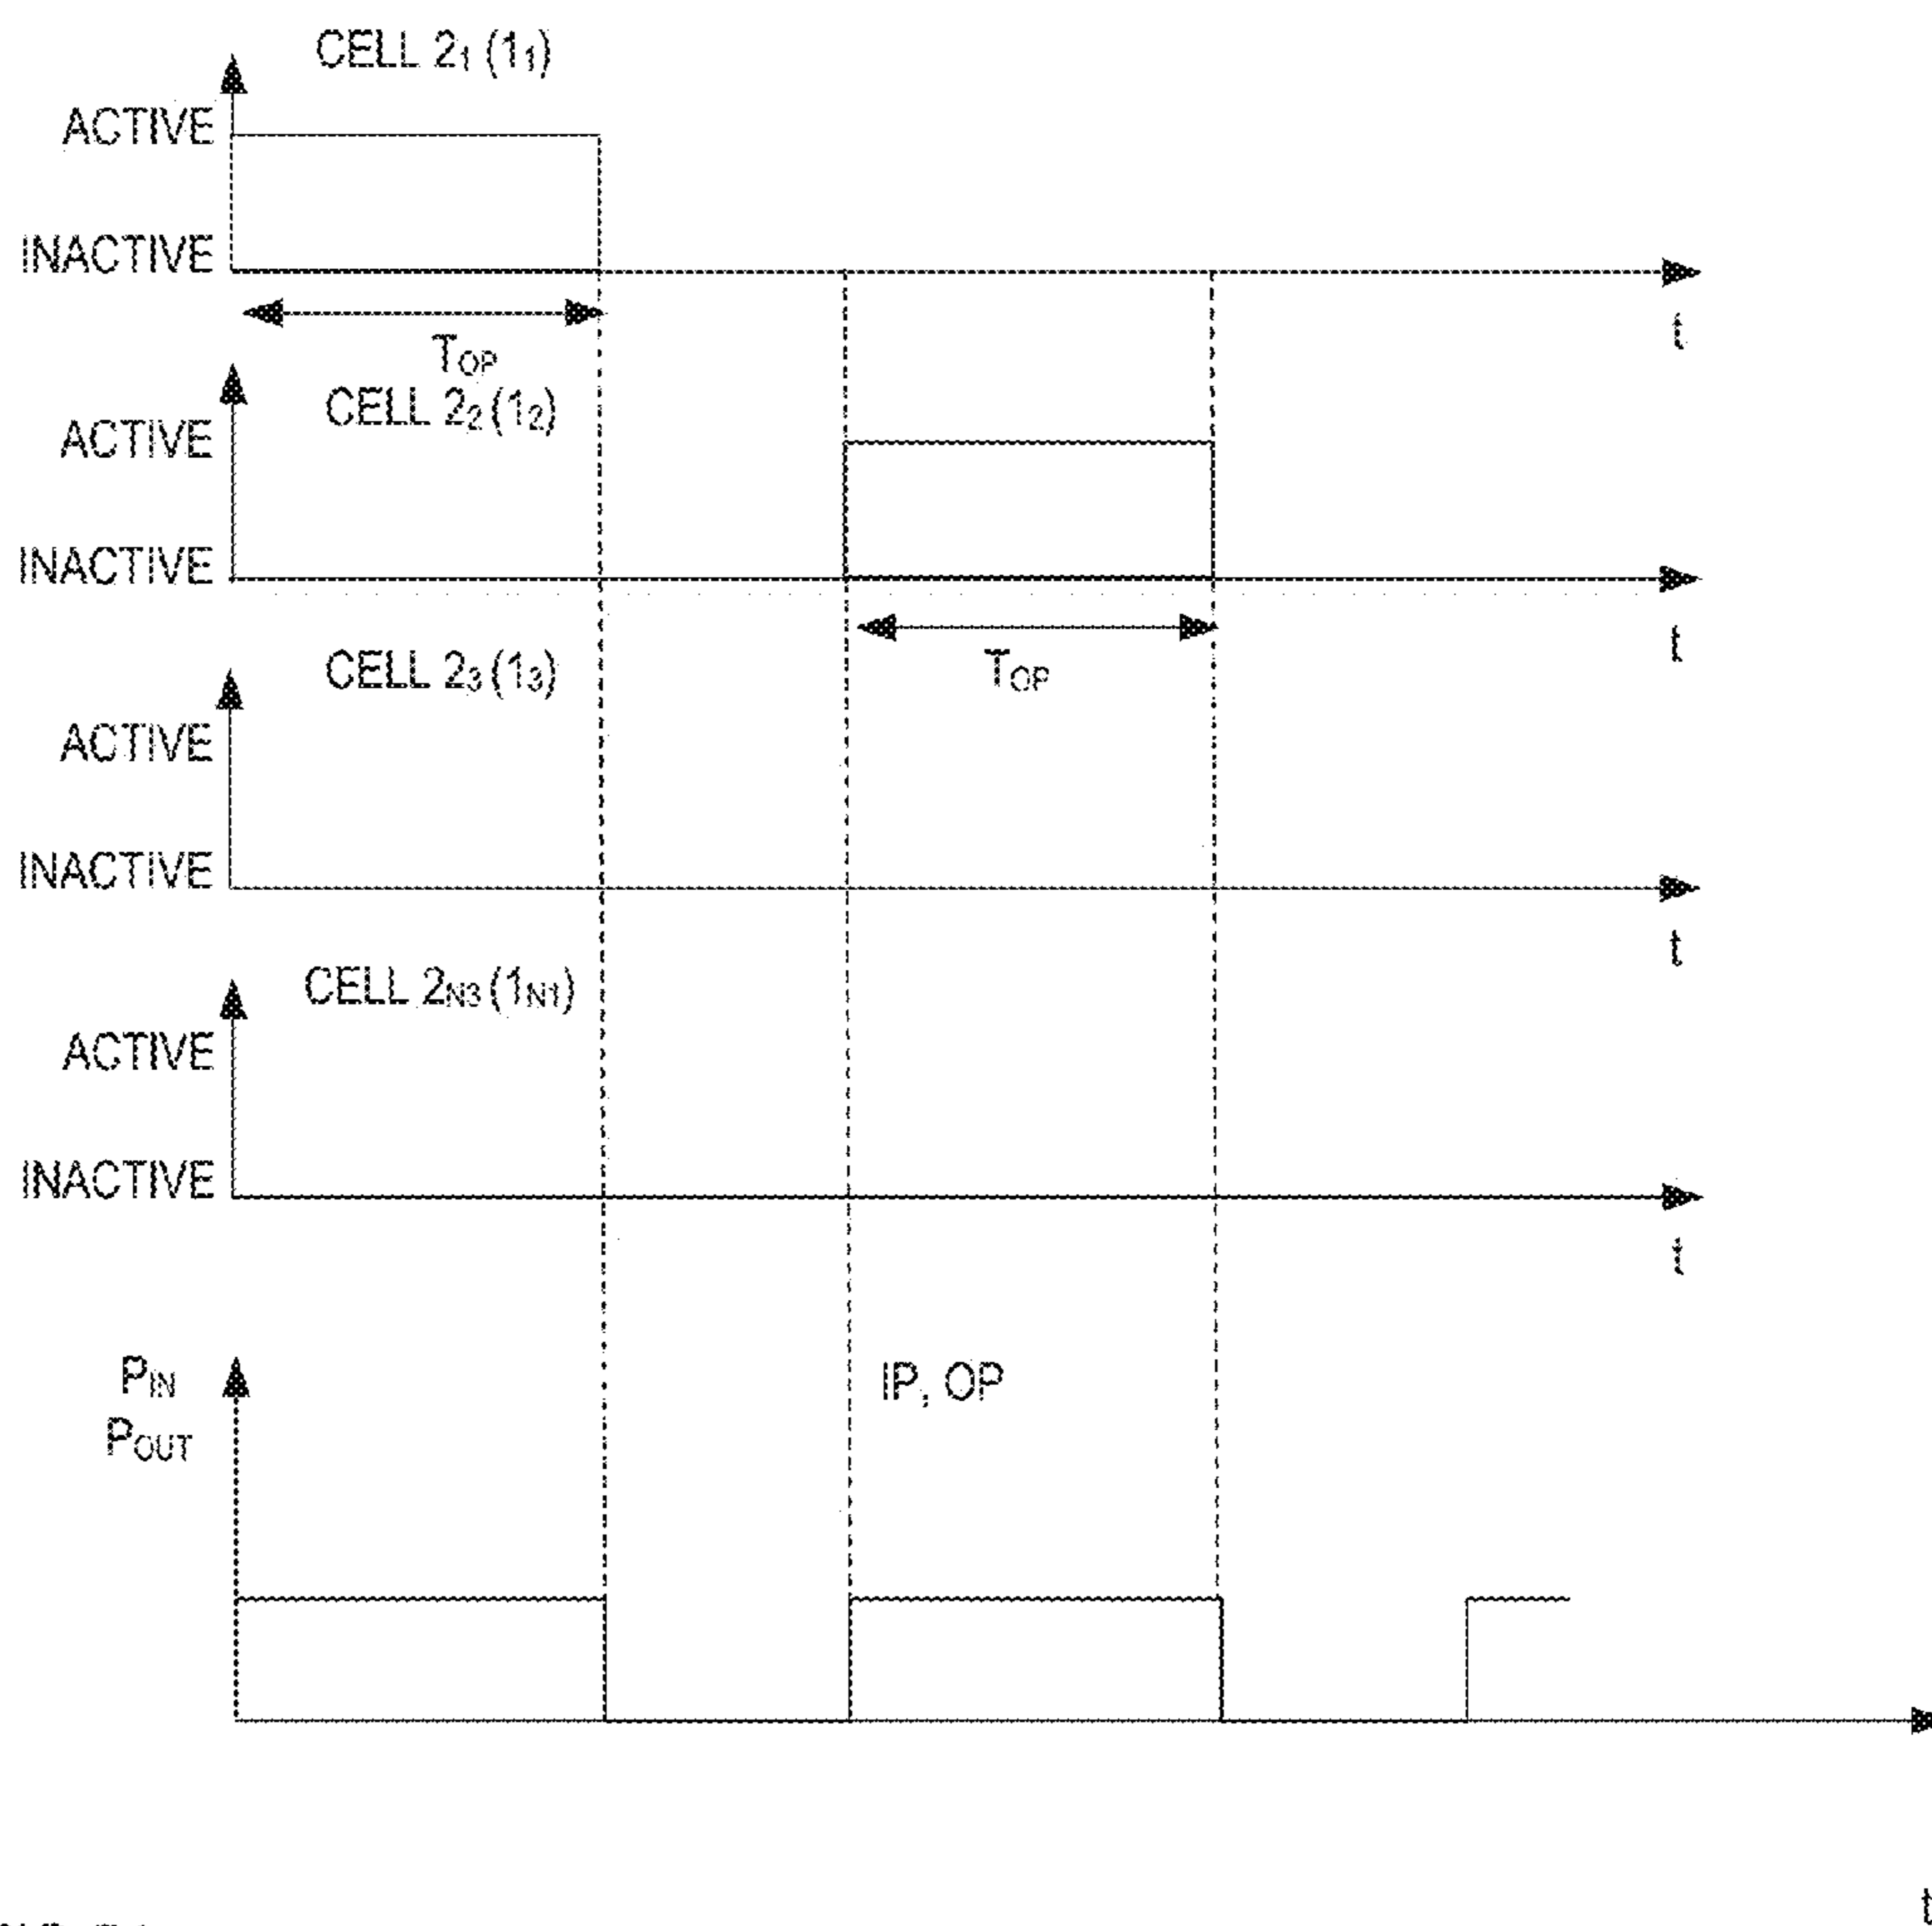 CELL 2₁ (1₁)
ACTIVE
INACTIVE
t
T_OP
CELL 2₂ (1₂)
ACTIVE
INACTIVE
t
T_OP
CELL 2₃ (1₃)
ACTIVE
INACTIVE
t
CELL 2_N3 (1_N1)
ACTIVE
INACTIVE
t
P_IN
P_OUT
IP, OP
t